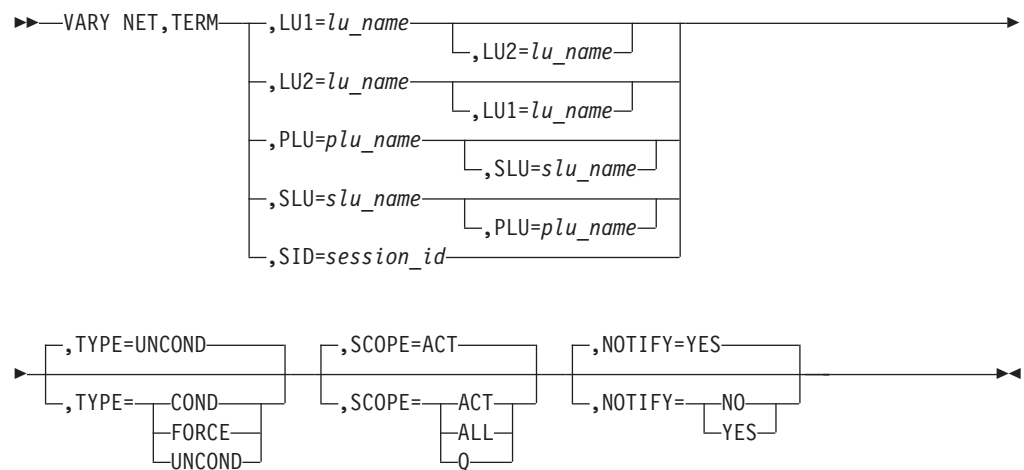 VARY NET,TERM ,LU1=lu_name
,LU2=lu_name
,LU2=lu_name
,LU1=lu_name
,PLU=plu_name
,SLU=slu_name
,SLU=slu_name
,PLU=plu_name
,SID=session_id
,TYPE=UNCOND ,SCOPE=ACT ,NOTIFY=YES
,TYPE= COND ,SCOPE= ACT ,NOTIFY= NO
FORCE ALL YES
UNCOND Q